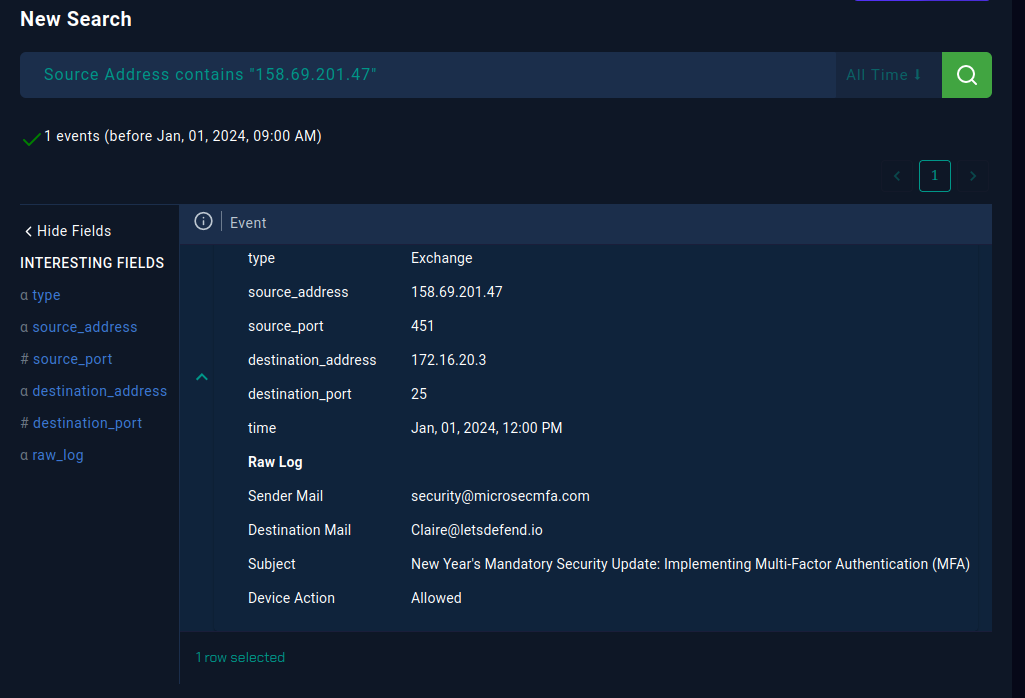 New Search
Source Address contains "158.69.201.47"
All Time
1 events (before Jan, 01, 2024, 09:00 AM)
1
Hide Fields
INTERESTING FIELDS
α type
α source_address
# source_port
α destination_address
# destination_port
α raw_log
Event
type Exchange
source_address 158.69.201.47
source_port 451
destination_address 172.16.20.3
destination_port 25
time Jan, 01, 2024, 12:00 PM
Raw Log
Sender Mail security@microsecmfa.com
Destination Mail Claire@letsdefend.io
Subject New Year's Mandatory Security Update: Implementing Multi-Factor Authentication (MFA)
Device Action Allowed
1 row selected